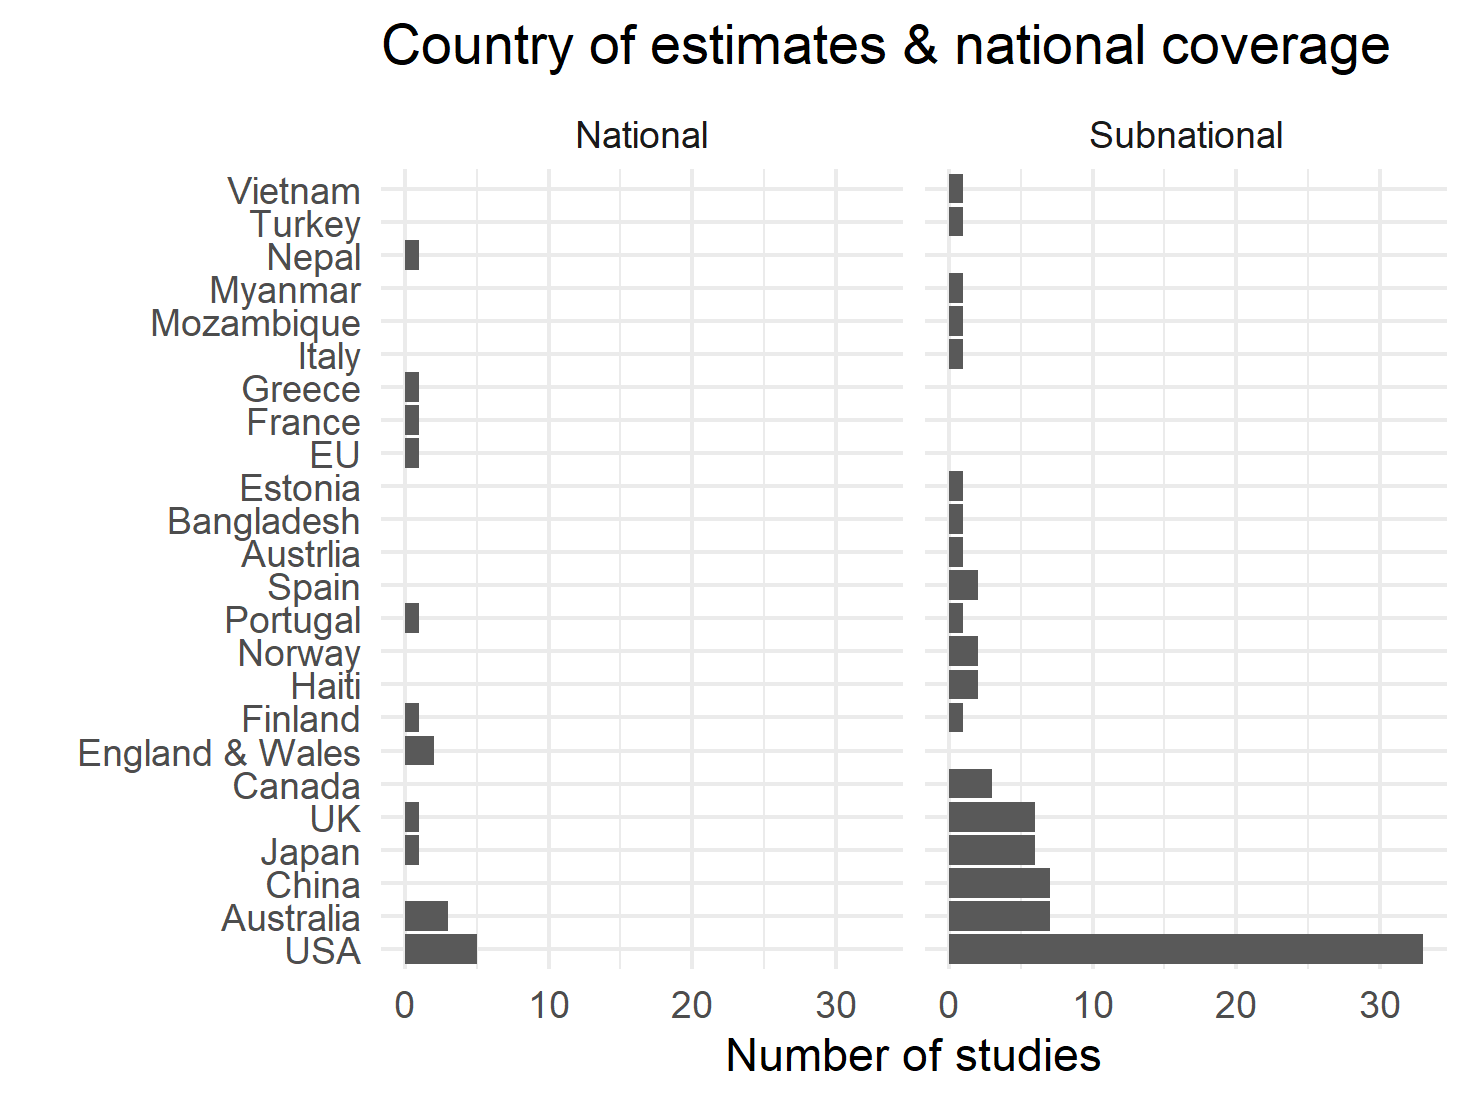 Country of estimates & national coverage
National
Subnational
Vietnam
Turkey
Nepal
Myanmar
Mozambique
Italy
Greece
France
EU
Estonia
Bangladesh
Austrlia
Spain
Portugal
Norway
Haiti
Finland
England & Wales
Canada
UK
Japan
China
Australia
USA
0 10 20 30
0 10 20 30
Number of studies